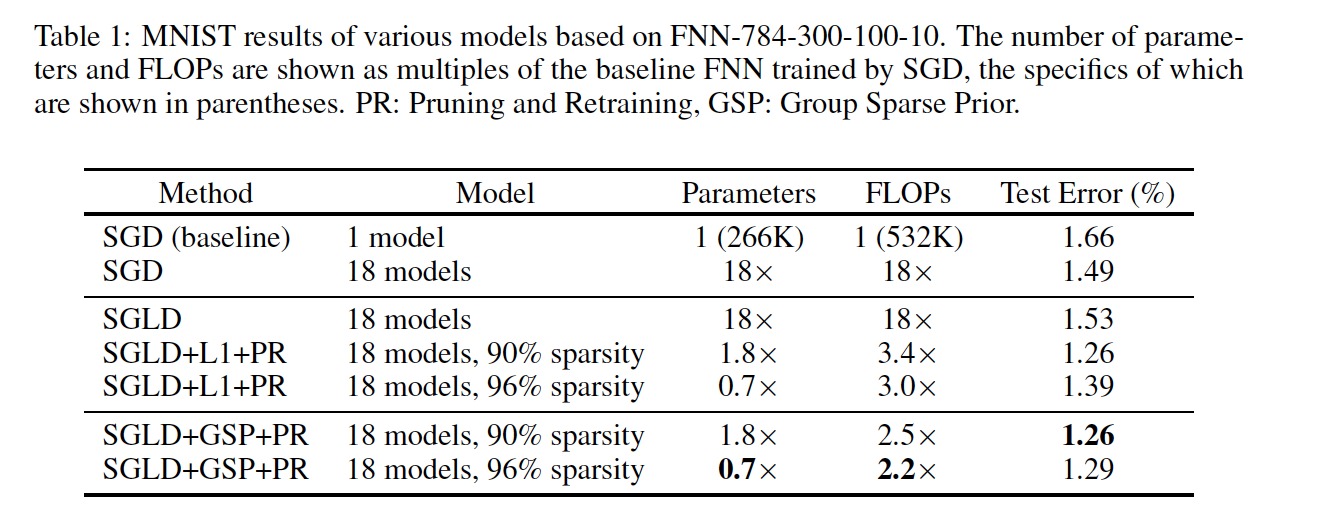 Table 1: MNIST results of various models based on FNN-784-300-100-10. The number of parame-
ters and FLOPs are shown as multiples of the baseline FNN trained by SGD, the specifics of which
are shown in parentheses. PR: Pruning and Retraining, GSP: Group Sparse Prior.
Method Model Parameters FLOPs Test Error (%)
SGD (baseline) 1 model 1 (266K) 1 (532K) 1.66
SGD 18 models 18× 18× 1.49
SGLD 18 models 18× 18× 1.53
SGLD+L1+PR 18 models, 90% sparsity 1.8× 3.4× 1.26
SGLD+L1+PR 18 models, 96% sparsity 0.7× 3.0× 1.39
SGLD+GSP+PR 18 models, 90% sparsity 1.8× 2.5× 1.26
SGLD+GSP+PR 18 models, 96% sparsity 0.7× 2.2× 1.29